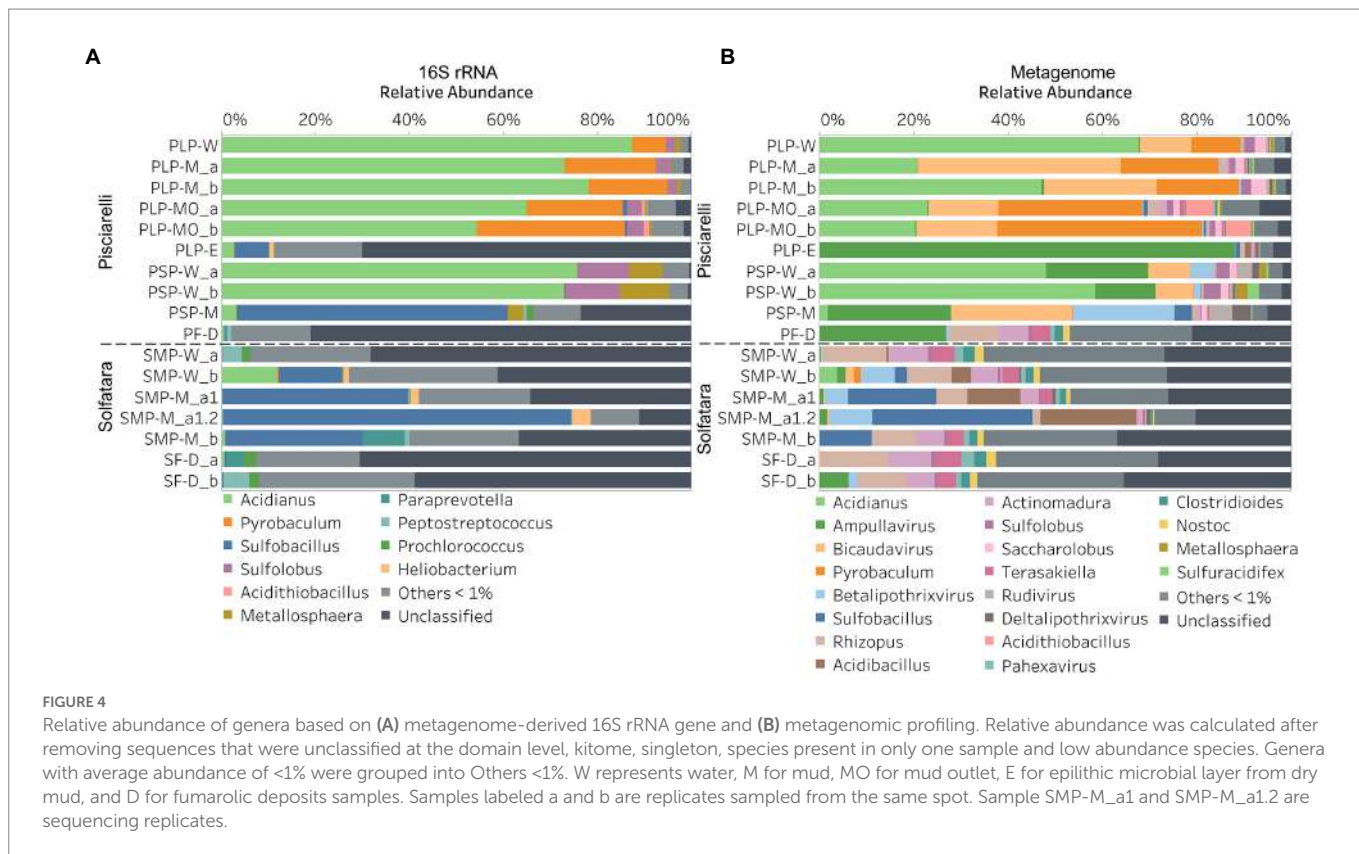 A
16S rRNA
Relative Abundance
0% 20% 40% 60% 80% 100%
Pisciarelli
PLP-W
PLP-M_a
PLP-M_b
PLP-MO_a
PLP-MO_b
PLP-E
PSP-W_a
PSP-W_b
PSP-M
PF-D
Solfatara
SMP-W_a
SMP-W_b
SMP-M_a1
SMP-M_a1.2
SMP-M_b
SF-D_a
SF-D_b
Acidianus
Pyrobaculum
Sulfobacillus
Sulfolobus
Acidithiobacillus
Metallosphaera
Paraprevotella
Peptostreptococcus
Prochlorococcus
Heliobacterium
Others < 1%
Unclassified
B
Metagenome
Relative Abundance
0% 20% 40% 60% 80% 100%
Pisciarelli
PLP-W
PLP-M_a
PLP-M_b
PLP-MO_a
PLP-MO_b
PLP-E
PSP-W_a
PSP-W_b
PSP-M
PF-D
Solfatara
SMP-W_a
SMP-W_b
SMP-M_a1
SMP-M_a1.2
SMP-M_b
SF-D_a
SF-D_b
Acidianus
Ampullavirus
Bicaudavirus
Pyrobaculum
Betalipothrixvirus
Sulfobacillus
Rhizopus
Acidibacillus
Actinomadura
Sulfolobus
Saccharolobus
Terasakiella
Rudivirus
Deltalipothrixvirus
Acidithiobacillus
Pahexavirus
Clostridioides
Nostoc
Metallosphaera
Sulfuracidifex
Others < 1%
Unclassified
FIGURE 4
Relative abundance of genera based on (A) metagenome-derived 16S rRNA gene and (B) metagenomic profiling. Relative abundance was calculated after
removing sequences that were unclassified at the domain level, kitome, singleton, species present in only one sample and low abundance species. Genera
with average abundance of <1% were grouped into Others <1%. W represents water, M for mud, MO for mud outlet, E for epilithic microbial layer from dry
mud, and D for fumarolic deposits samples. Samples labeled a and b are replicates sampled from the same spot. Sample SMP-M_a1 and SMP-M_a1.2 are
sequencing replicates.